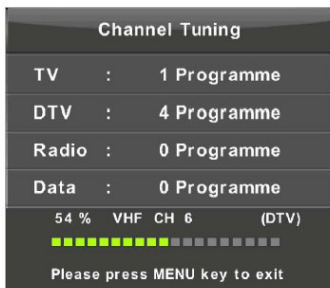 Channel Tuning
TV : 1 Programme
DTV : 4 Programme
Radio : 0 Programme
Data : 0 Programme
54 % VHF CH 6 (DTV)
Please press MENU key to exit